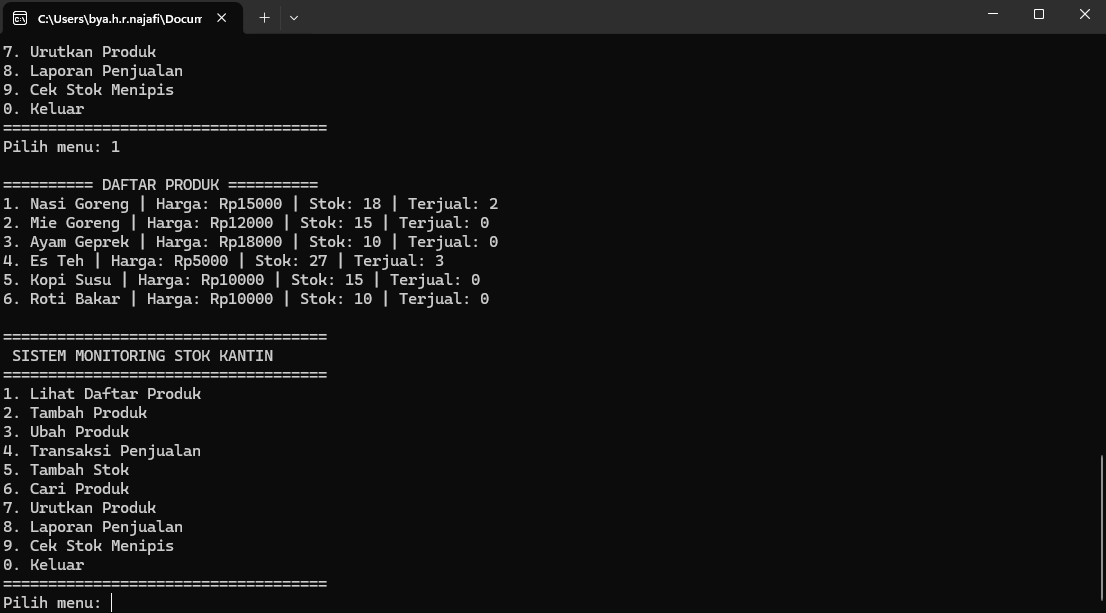 C:\Users\bya.h.r.najafi\Docum
7. Urutkan Produk
8. Laporan Penjualan
9. Cek Stok Menipis
0. Keluar
====================================
Pilih menu: 1
========== DAFTAR PRODUK ==========
1. Nasi Goreng | Harga: Rp15000 | Stok: 18 | Terjual: 2
2. Mie Goreng | Harga: Rp12000 | Stok: 15 | Terjual: 0
3. Ayam Geprek | Harga: Rp18000 | Stok: 10 | Terjual: 0
4. Es Teh | Harga: Rp5000 | Stok: 27 | Terjual: 3
5. Kopi Susu | Harga: Rp10000 | Stok: 15 | Terjual: 0
6. Roti Bakar | Harga: Rp10000 | Stok: 10 | Terjual: 0
====================================
SISTEM MONITORING STOK KANTIN
====================================
1. Lihat Daftar Produk
2. Tambah Produk
3. Ubah Produk
4. Transaksi Penjualan
5. Tambah Stok
6. Cari Produk
7. Urutkan Produk
8. Laporan Penjualan
9. Cek Stok Menipis
0. Keluar
====================================
Pilih menu: